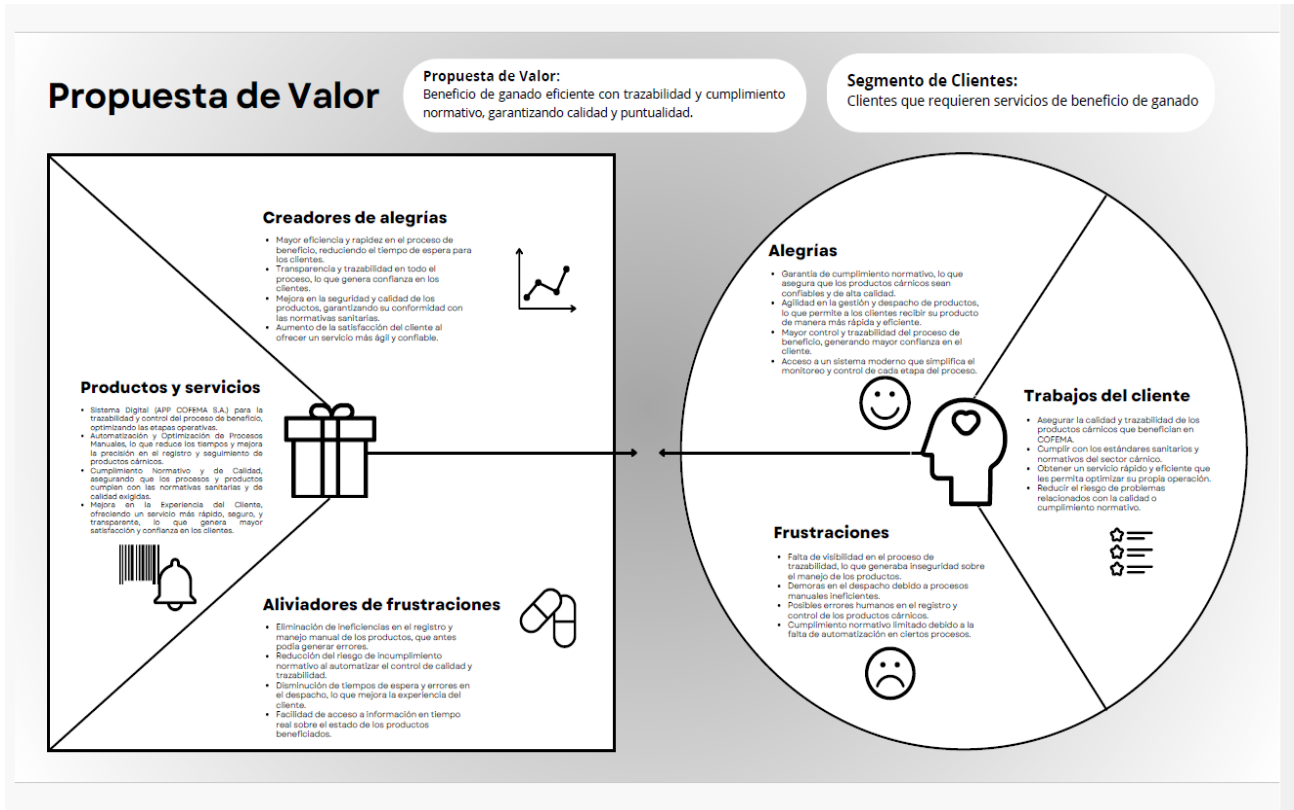 Propuesta de Valor
Propuesta de Valor:
Beneficio de ganado eficiente con trazabilidad y cumplimiento
normativo, garantizando calidad y puntualidad.
Segmento de Clientes:
Clientes que requieren servicios de beneficio de ganado
Creadores de alegrías
• Mayor eficiencia y rapidez en el proceso de
beneficio, reduciendo el tiempo de espera para
los clientes.
• Transparencia y trazabilidad en todo el
proceso, lo que genera confianza en los
clientes.
• Mejora en la seguridad y calidad de los
productos, garantizando su conformidad con
las normativas sanitarias.
• Aumento de la satisfacción del cliente al
ofrecer un servicio más ágil y confiable.
Productos y servicios
• Sistema Digital (APP COFEMA S.A.) para la
trazabilidad y control del proceso de beneficio,
optimizando las etapas operativas.
• Automatización y Optimización de Procesos
Manuales, lo que reduce los tiempos y mejora
la precisión en el registro y seguimiento de
productos cárnicos.
• Cumplimiento Normativo y de Calidad,
asegurando que los procesos y productos
cumplen con las normativas sanitarias y de
calidad exigidas.
• Mejora en la Experiencia del Cliente,
ofreciendo un servicio más rápido, seguro, y
transparente, lo que genera mayor
satisfacción y confianza en los clientes.
Aliviadores de frustraciones
• Eliminación de ineficiencias en el registro y
manejo manual de los productos, que antes
podía generar errores.
• Reducción del riesgo de incumplimiento
normativo al automatizar el control de calidad y
trazabilidad.
• Disminución de tiempos de espera y errores en
el despacho, lo que mejora la experiencia del
cliente.
• Facilidad de acceso a información en tiempo
real sobre el estado de los productos
beneficiados.
Alegrías
• Garantía de cumplimiento normativo, lo que
asegura que los productos cárnicos sean
confiables y de alta calidad.
• Agilidad en la gestión y despacho de productos,
lo que permite a los clientes recibir su producto
de manera más rápida y eficiente.
• Mayor control y trazabilidad del proceso de
beneficio, generando mayor confianza en el
cliente.
• Acceso a un sistema moderno que simplifica el
monitoreo y control de cada etapa del proceso.
Trabajos del cliente
• Asegurar la calidad y trazabilidad de los
productos cárnicos que benefician en
COFEMA.
• Cumplir con los estándares sanitarios y
normativos del sector cárnico.
• Obtener un servicio rápido y eficiente que
les permita optimizar su propia operación.
• Reducir el riesgo de problemas
relacionados con la calidad o
cumplimiento normativo.
Frustraciones
• Falta de visibilidad en el proceso de
trazabilidad, lo que generaba inseguridad sobre
el manejo de los productos.
• Demoras en el despacho debido a procesos
manuales ineficientes.
• Posibles errores humanos en el registro y
control de los productos cárnicos.
• Cumplimiento normativo limitado debido a la
falta de automatización en ciertos procesos.